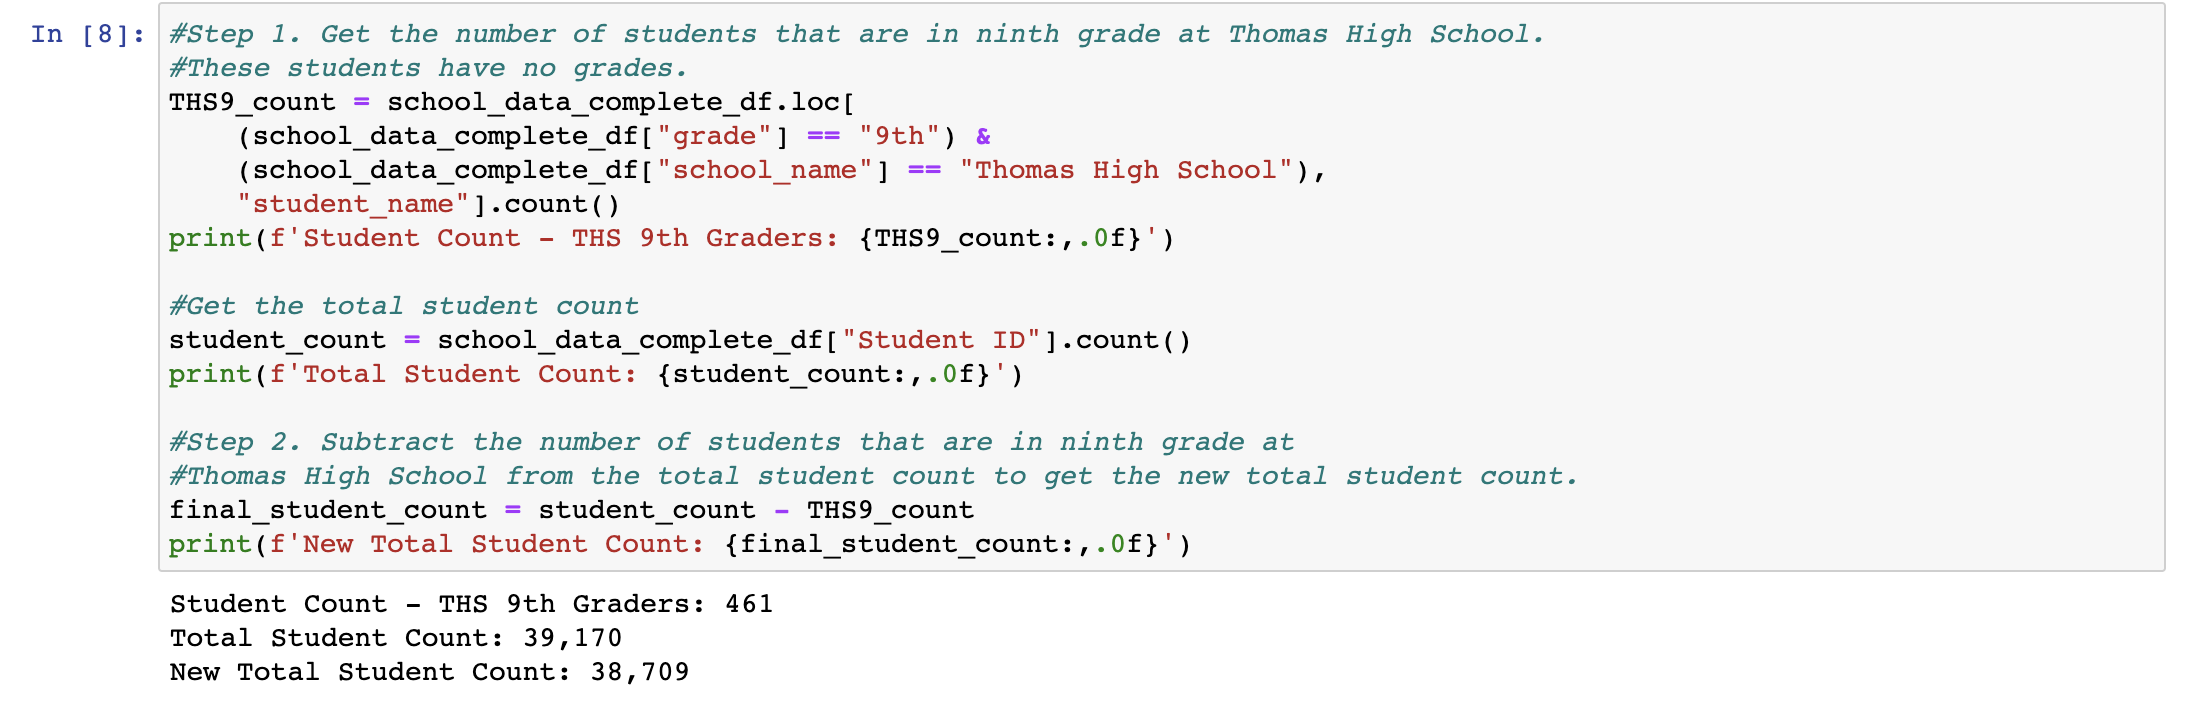 In [8]: #Step 1. Get the number of students that are in ninth grade at Thomas High School.
#These students have no grades.
THS9_count = school_data_complete_df.loc[
    (school_data_complete_df["grade"] == "9th") &
    (school_data_complete_df["school_name"] == "Thomas High School"),
    "student_name"].count()
print(f'Student Count - THS 9th Graders: {THS9_count:,.0f}')

#Get the total student count
student_count = school_data_complete_df["Student ID"].count()
print(f'Total Student Count: {student_count:,.0f}')

#Step 2. Subtract the number of students that are in ninth grade at
#Thomas High School from the total student count to get the new total student count.
final_student_count = student_count - THS9_count
print(f'New Total Student Count: {final_student_count:,.0f}')

Student Count - THS 9th Graders: 461
Total Student Count: 39,170
New Total Student Count: 38,709